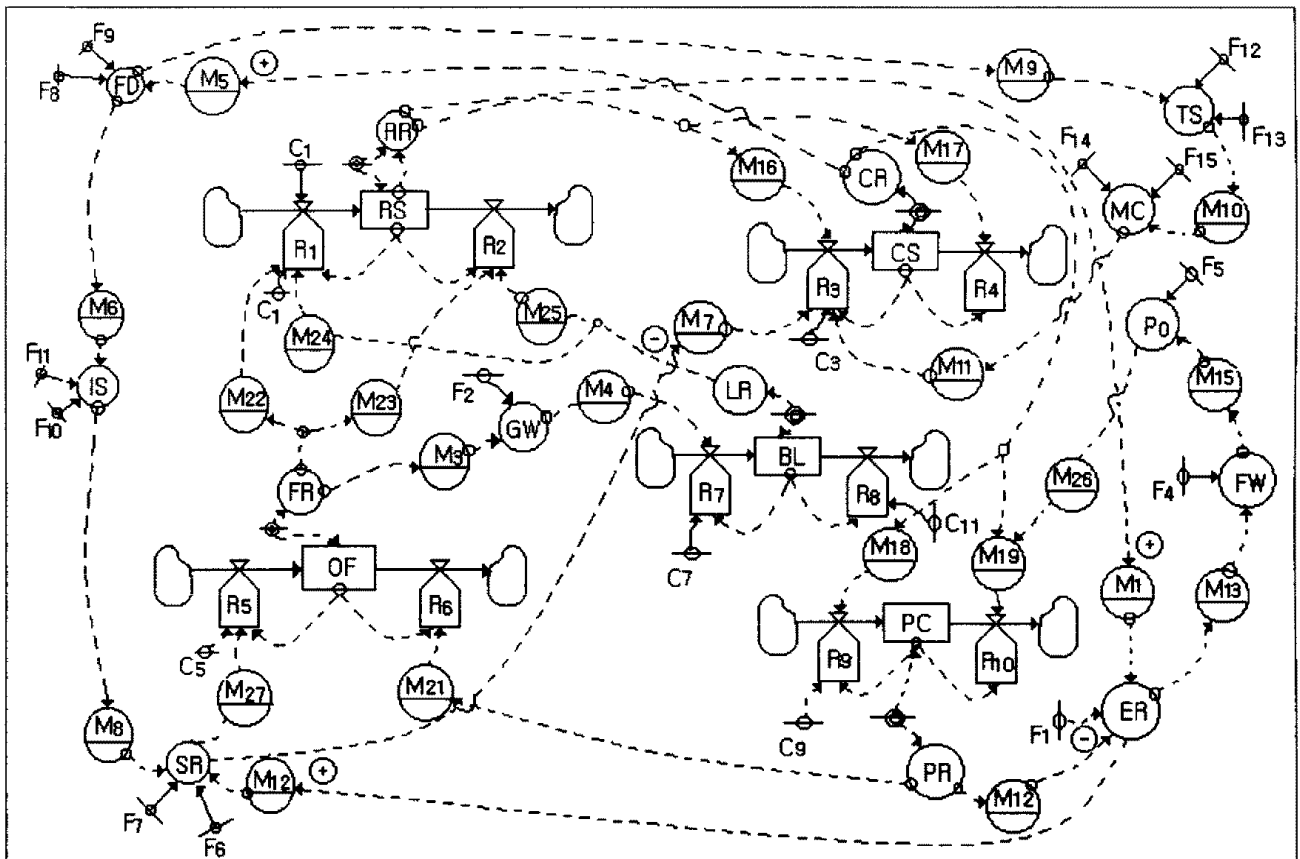 F9
F8
FD
M5
+
M9
F12
TS
F13
RR
C1
RS
R1
R2
C1
M16
CR
M17
F14
F15
MC
M10
CS
R3
R4
C3
F5
P0
M6
F11
IS
F10
M24
M25
−
M7
M11
M15
M22
M23
F2
M4
LR
GW
M3
FR
BL
R7
R8
C7
C11
M26
F4
FW
OF
R5
R6
C5
M18
M19
M1
+
M13
PC
R9
R10
C9
M27
M21
ER
F1
−
M8
SR
M12
+
F7
F6
PR
M12